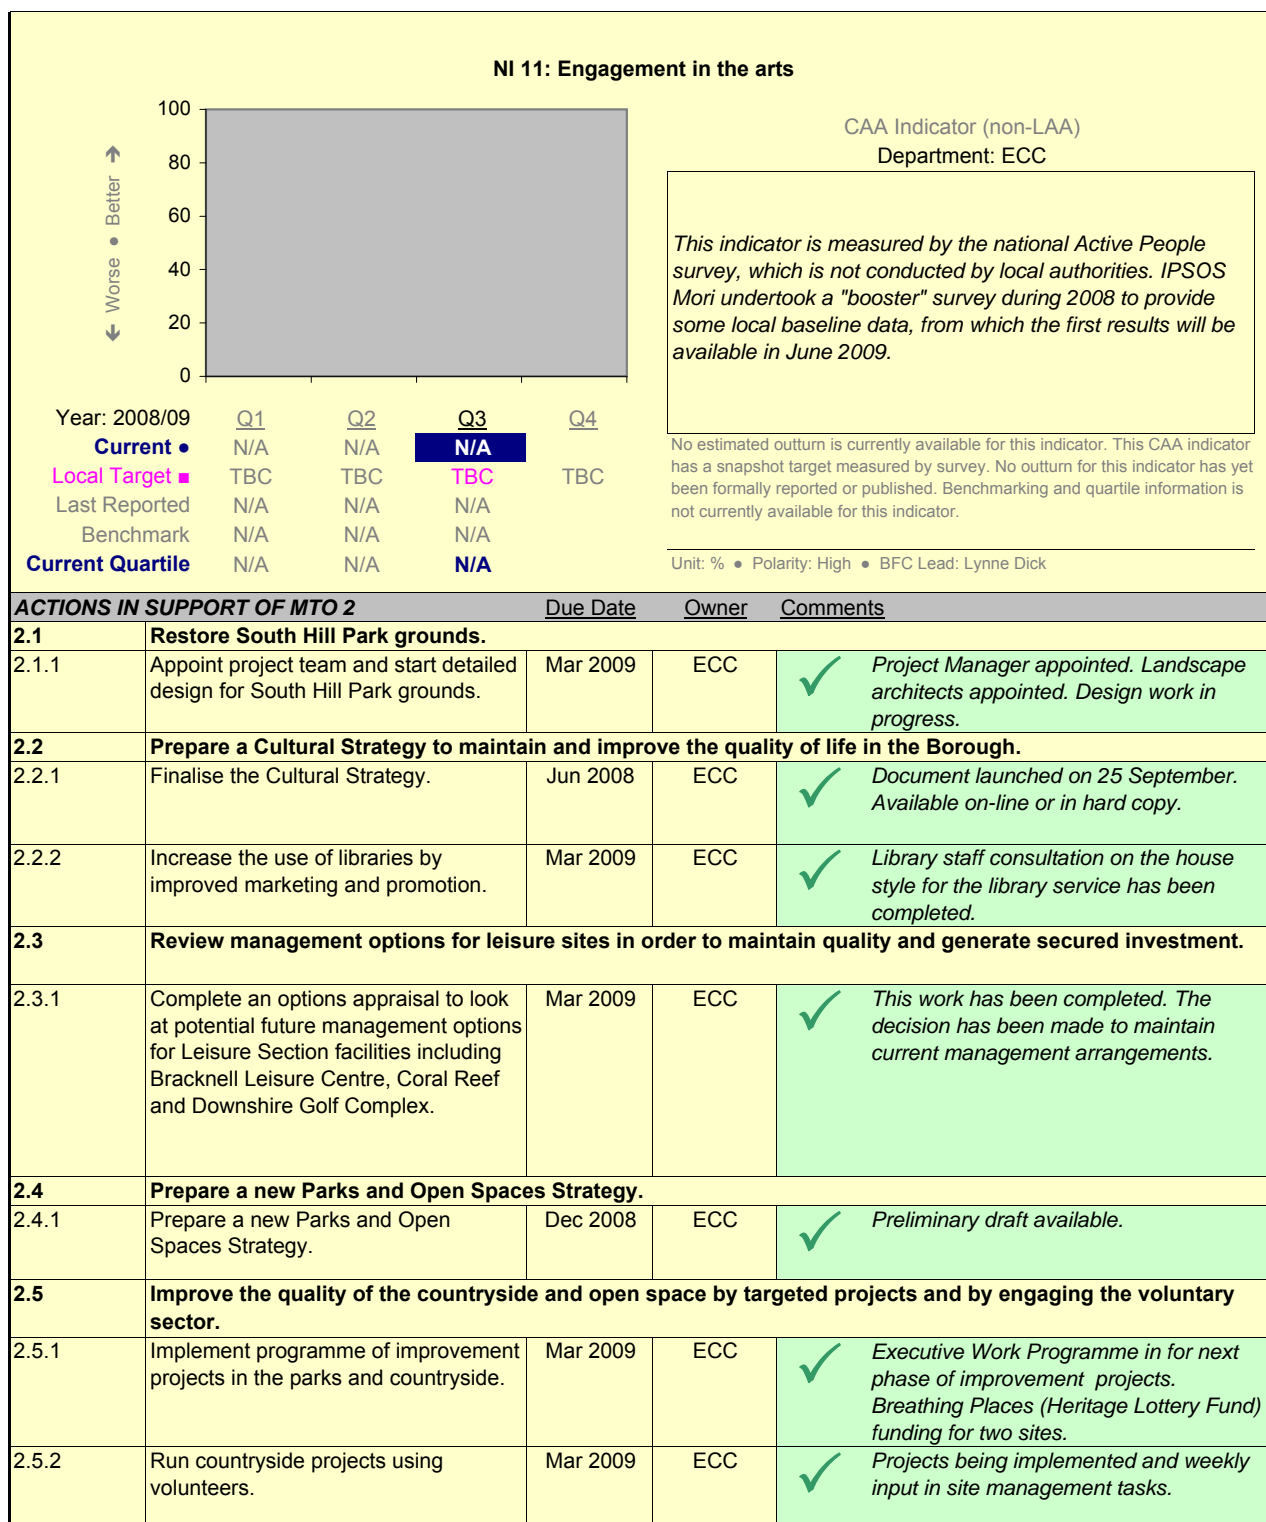 NI 11: Engagement in the arts
100
80
60
40
20
0
← Worse ● Better →
CAA Indicator (non-LAA)
Department: ECC
This indicator is measured by the national Active People
survey, which is not conducted by local authorities. IPSOS
Mori undertook a "booster" survey during 2008 to provide
some local baseline data, from which the first results will be
available in June 2009.
Year: 2008/09 Q1 Q2 Q3 Q4
Current ● N/A N/A N/A
Local Target ■ TBC TBC TBC TBC
Last Reported N/A N/A N/A
Benchmark N/A N/A N/A
Current Quartile N/A N/A N/A
No estimated outturn is currently available for this indicator. This CAA indicator
has a snapshot target measured by survey. No outturn for this indicator has yet
been formally reported or published. Benchmarking and quartile information is
not currently available for this indicator.
Unit: % ● Polarity: High ● BFC Lead: Lynne Dick
ACTIONS IN SUPPORT OF MTO 2 Due Date Owner Comments
2.1 Restore South Hill Park grounds.
2.1.1 Appoint project team and start detailed Mar 2009 ECC ✓ Project Manager appointed. Landscape
design for South Hill Park grounds. architects appointed. Design work in
progress.
2.2 Prepare a Cultural Strategy to maintain and improve the quality of life in the Borough.
2.2.1 Finalise the Cultural Strategy. Jun 2008 ECC ✓ Document launched on 25 September.
Available on-line or in hard copy.
2.2.2 Increase the use of libraries by Mar 2009 ECC ✓ Library staff consultation on the house
improved marketing and promotion. style for the library service has been
completed.
2.3 Review management options for leisure sites in order to maintain quality and generate secured investment.
2.3.1 Complete an options appraisal to look Mar 2009 ECC ✓ This work has been completed. The
at potential future management options decision has been made to maintain
for Leisure Section facilities including current management arrangements.
Bracknell Leisure Centre, Coral Reef
and Downshire Golf Complex.
2.4 Prepare a new Parks and Open Spaces Strategy.
2.4.1 Prepare a new Parks and Open Dec 2008 ECC ✓ Preliminary draft available.
Spaces Strategy.
2.5 Improve the quality of the countryside and open space by targeted projects and by engaging the voluntary
sector.
2.5.1 Implement programme of improvement Mar 2009 ECC ✓ Executive Work Programme in for next
projects in the parks and countryside. phase of improvement projects.
Breathing Places (Heritage Lottery Fund)
funding for two sites.
2.5.2 Run countryside projects using Mar 2009 ECC ✓ Projects being implemented and weekly
volunteers. input in site management tasks.